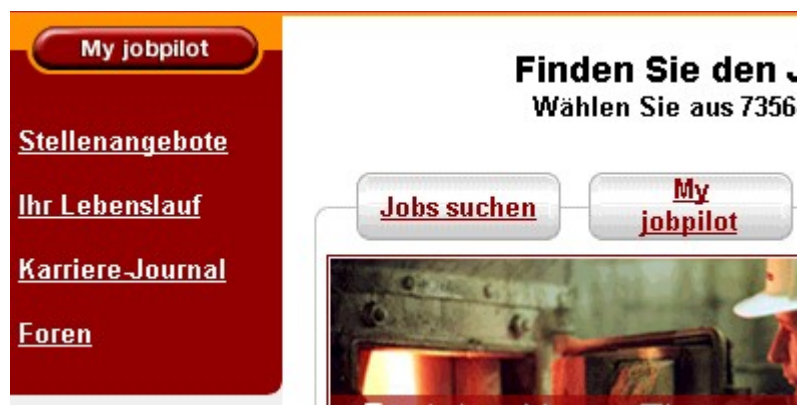 My jobpilot
Stellenangebote
Ihr Lebenslauf
Karriere-Journal
Foren
Finden Sie den
Wählen Sie aus 7356
Jobs suchen
My
jobpilot